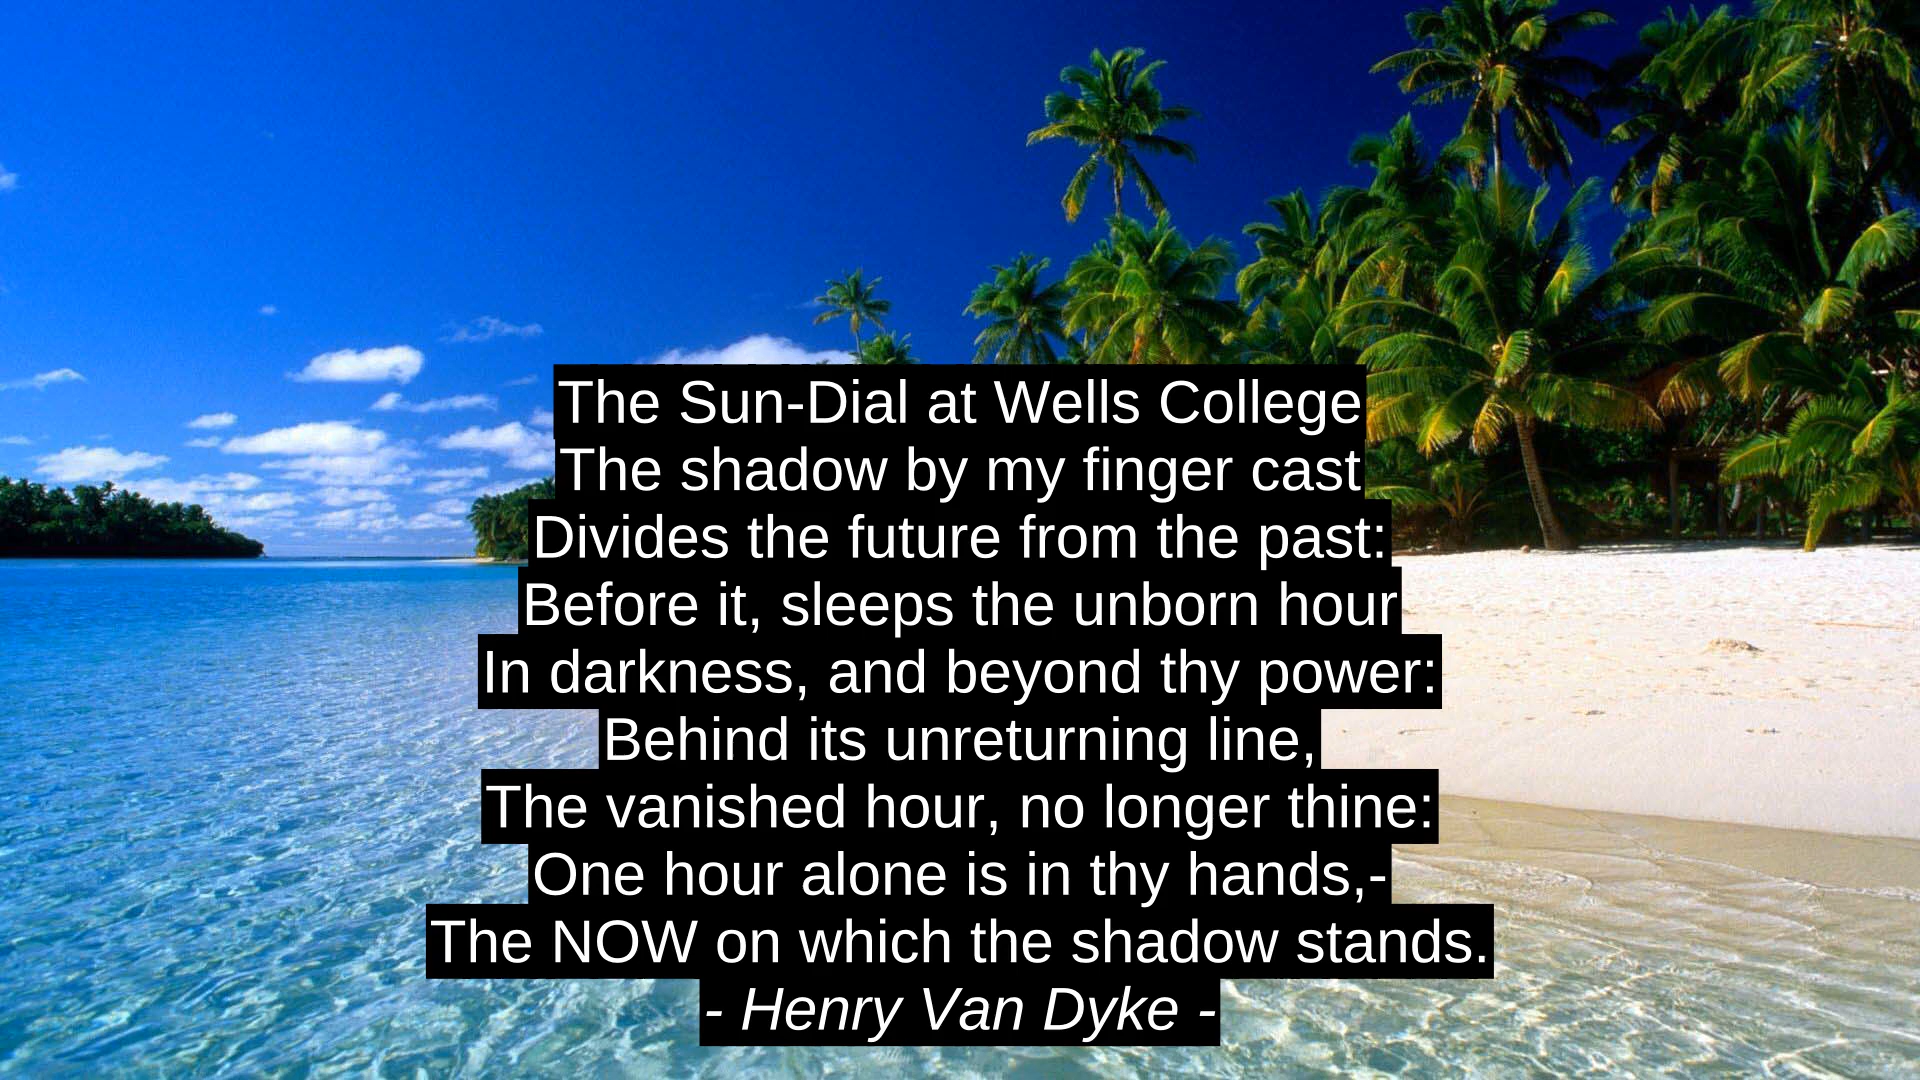 The Sun-Dial at Wells College
The shadow by my finger cast
Divides the future from the past:
Before it, sleeps the unborn hour
In darkness, and beyond thy power:
Behind its unreturning line,
The vanished hour, no longer thine:
One hour alone is in thy hands,-
The NOW on which the shadow stands.
- Henry Van Dyke -